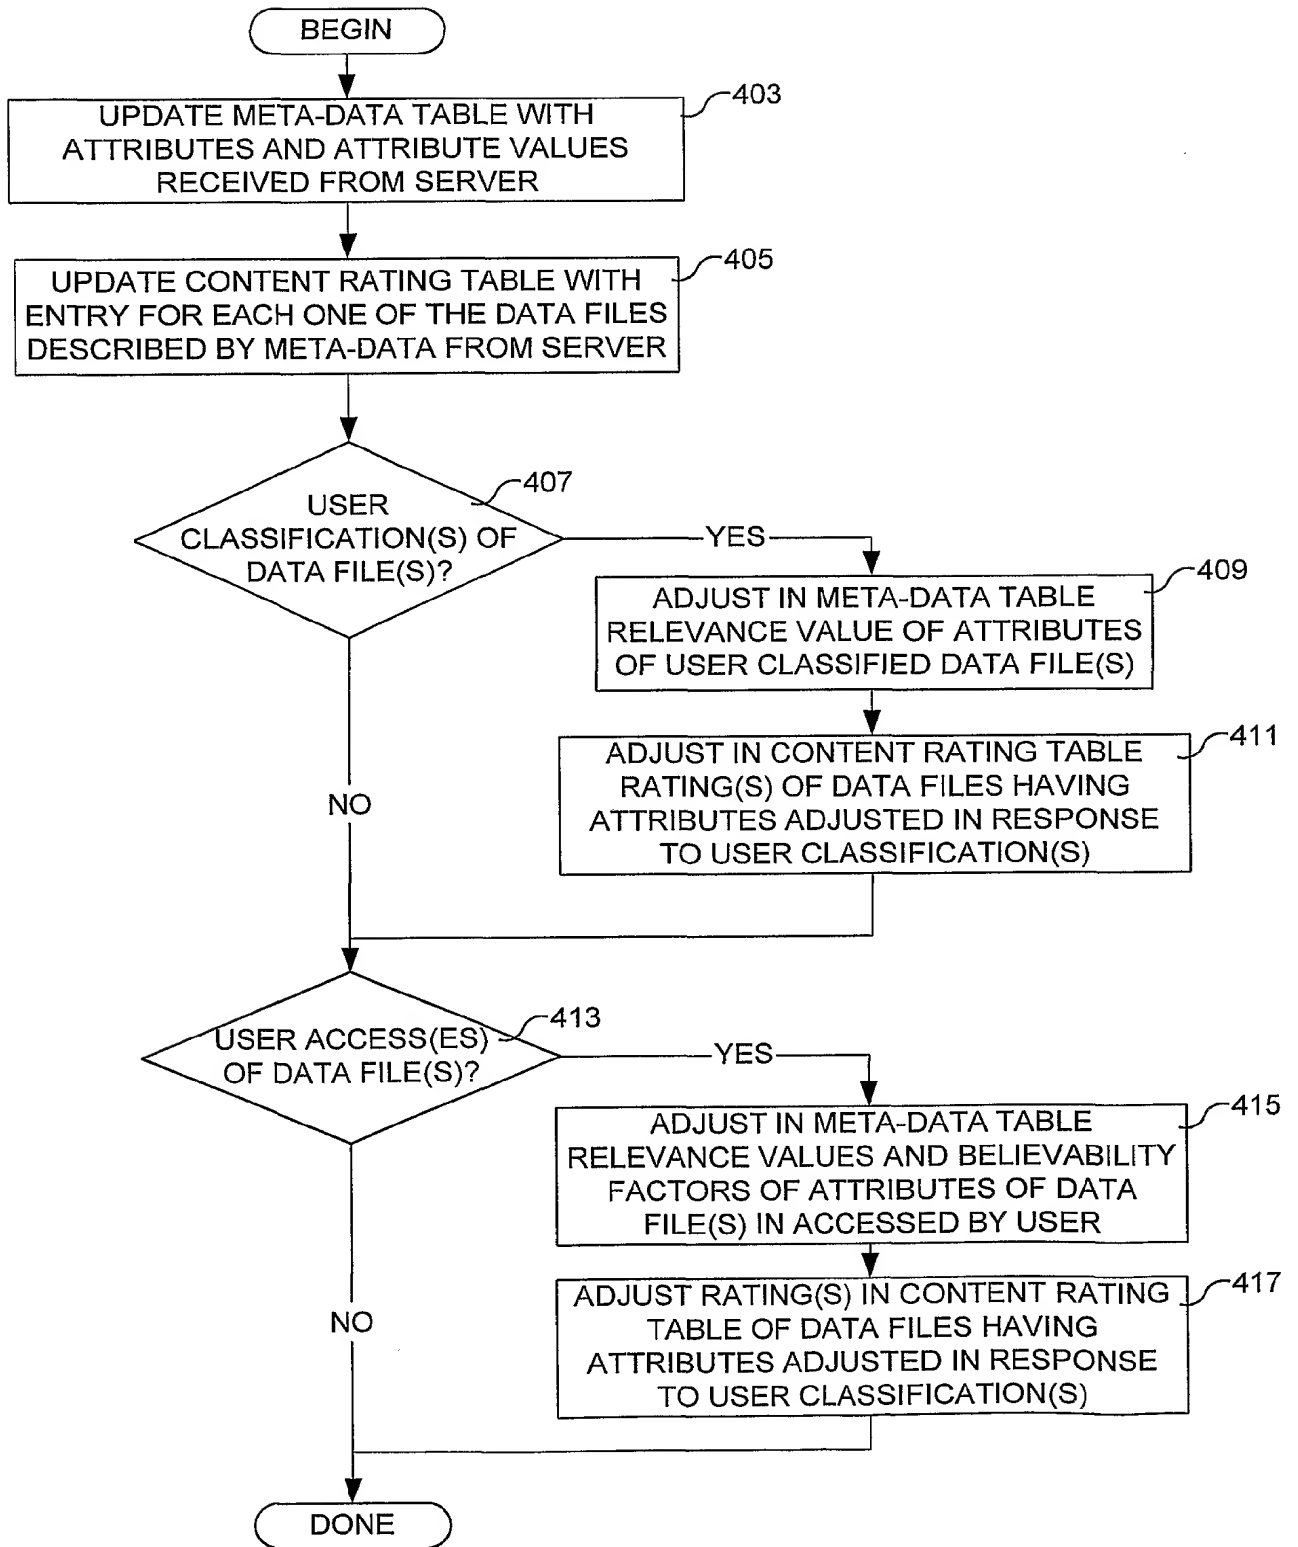 BEGIN
403
UPDATE META-DATA TABLE WITH
ATTRIBUTES AND ATTRIBUTE VALUES
RECEIVED FROM SERVER
405
UPDATE CONTENT RATING TABLE WITH
ENTRY FOR EACH ONE OF THE DATA FILES
DESCRIBED BY META-DATA FROM SERVER
407
USER
CLASSIFICATION(S) OF
DATA FILE(S)?
YES
409
ADJUST IN META-DATA TABLE
RELEVANCE VALUE OF ATTRIBUTES
OF USER CLASSIFIED DATA FILE(S)
411
ADJUST IN CONTENT RATING TABLE
RATING(S) OF DATA FILES HAVING
ATTRIBUTES ADJUSTED IN RESPONSE
TO USER CLASSIFICATION(S)
NO
413
USER ACCESS(ES)
OF DATA FILE(S)?
YES
415
ADJUST IN META-DATA TABLE
RELEVANCE VALUES AND BELIEVABILITY
FACTORS OF ATTRIBUTES OF DATA
FILE(S) IN ACCESSED BY USER
417
ADJUST RATING(S) IN CONTENT RATING
TABLE OF DATA FILES HAVING
ATTRIBUTES ADJUSTED IN RESPONSE
TO USER CLASSIFICATION(S)
NO
DONE